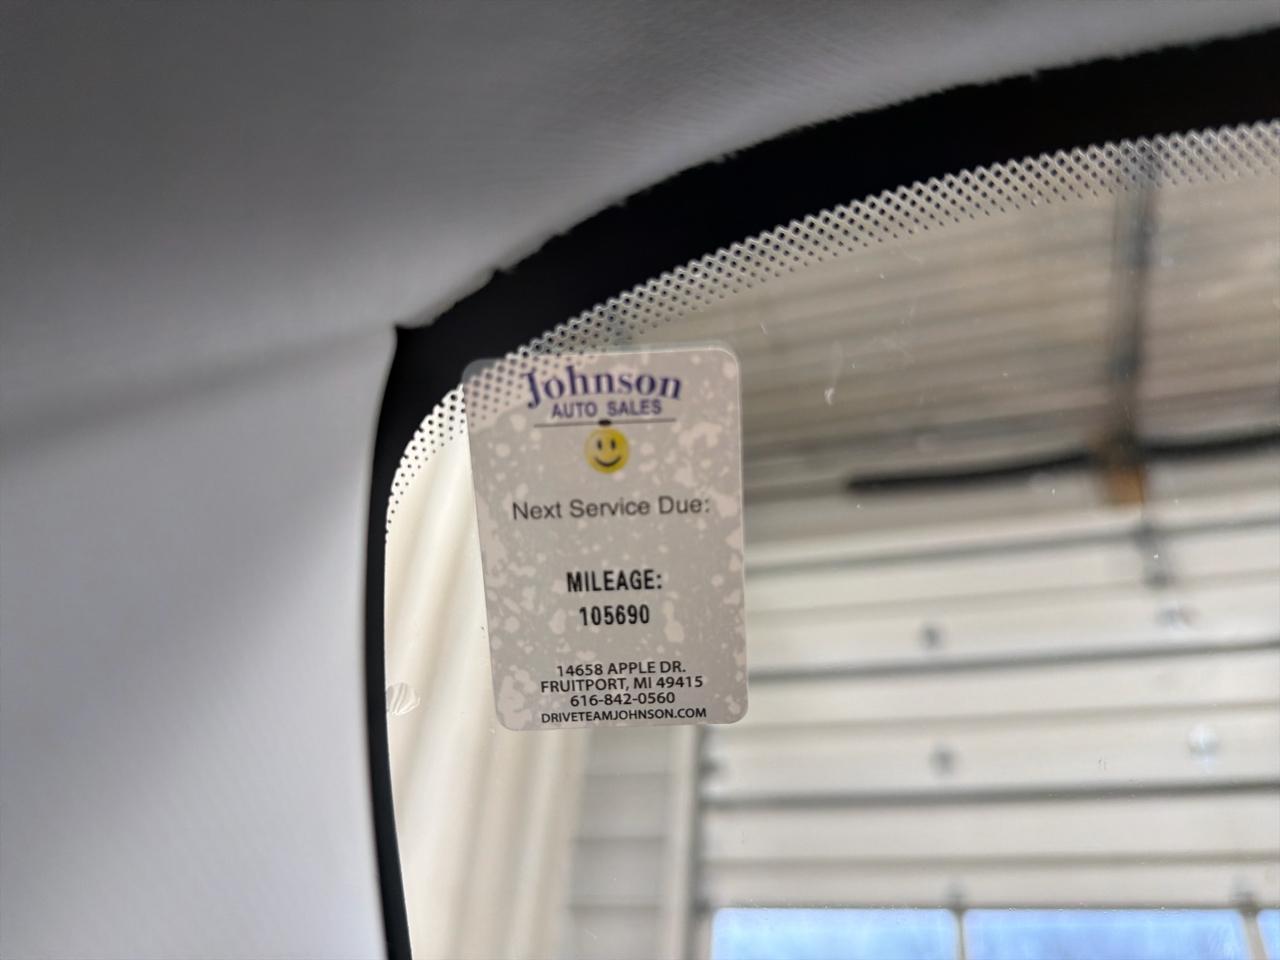 Johnson
AUTO SALES
Next Service Due:
MILEAGE:
105690
14658 APPLE DR.
FRUITPORT, MI 49415
616-842-0560
DRIVETEAMJOHNSON.COM